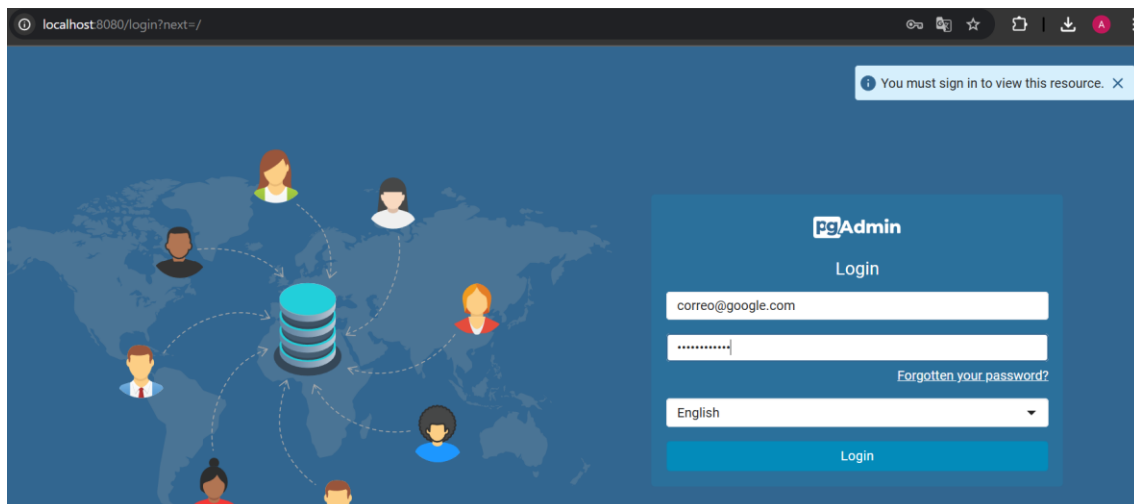 localhost:8080/login?next=/
A
You must sign in to view this resource.
pgAdmin
Login
correo@google.com
••••••••••••
Forgotten your password?
English
Login